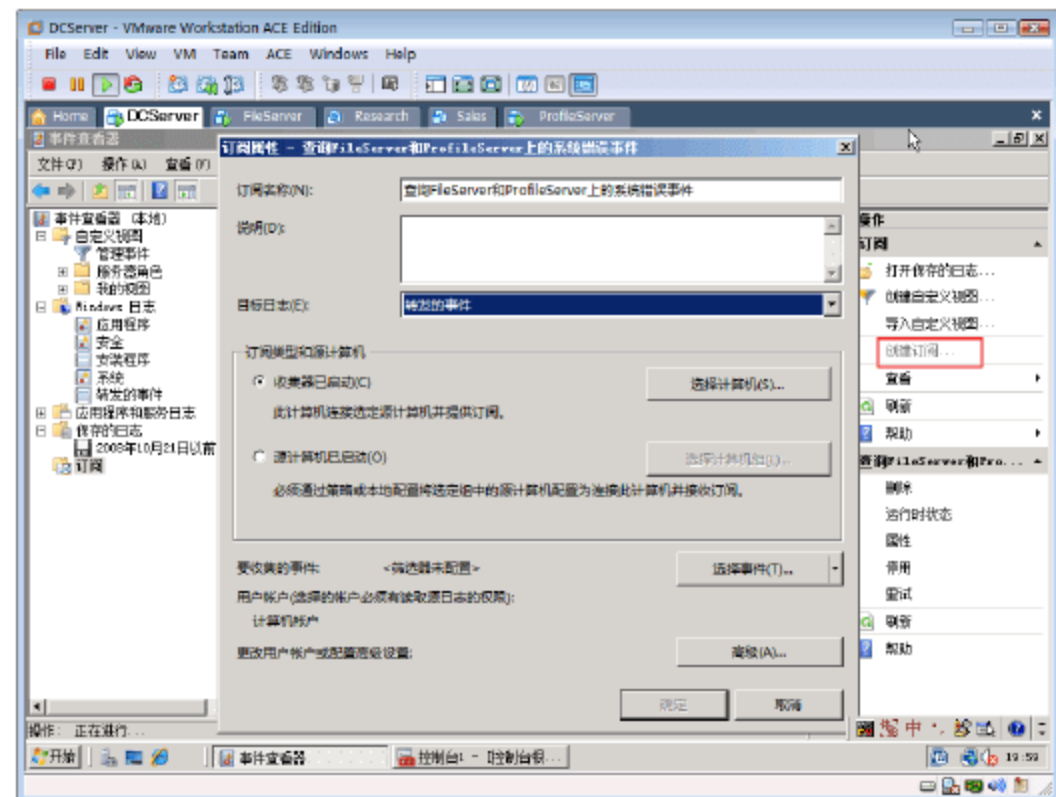 DCServer - VMware Workstation ACE Edition
File Edit View VM Team ACE Windows Help
Home DCServer FileServer Research Sales ProfileServer
事件查看器
文件(F) 操作(A) 查看(V)
事件查看器 (本地)
自定义视图
管理事件
服务器角色
我的视图
Windows 日志
应用程序
安全
安装程序
系统
转发的事件
应用程序和服务日志
保存的日志
2008年10月21日以前
订阅
订阅属性 - 查询FileServer和ProfileServer上的系统错误事件
订阅名称(N):
查询FileServer和ProfileServer上的系统错误事件
说明(D):
目标日志(E):
转发的事件
订阅类型和源计算机
收集器已启动(C)
选择计算机(S)...
此计算机连接选定源计算机并提供订阅。
源计算机已启动(O)
选择计算机组(L)...
必须通过策略或本地配置将选定组中的源计算机配置为连接此计算机并接收订阅。
要收集的事件:
<筛选器未配置>
选择事件(T)...
用户帐户(选择的帐户必须有读取源日志的权限):
计算机帐户
更改用户帐户或配置高级设置:
高级(A)...
确定
取消
操作
订阅
打开保存的日志...
创建自定义视图...
导入自定义视图...
创建订阅...
查看
刷新
帮助
查询FileServer和Pro...
删除
运行时状态
属性
停用
重试
刷新
帮助
操作: 正在进行...
中
开始
事件查看器
控制台1 - [控制台根...
19:59